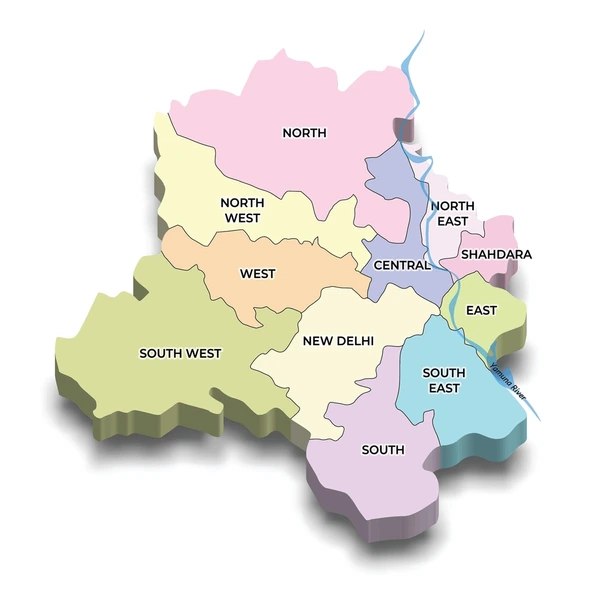 NORTH
NORTH
WEST
NORTH
EAST
SHAHDARA
WEST
CENTRAL
EAST
NEW DELHI
SOUTH WEST
SOUTH
EAST
Yamuna River
SOUTH